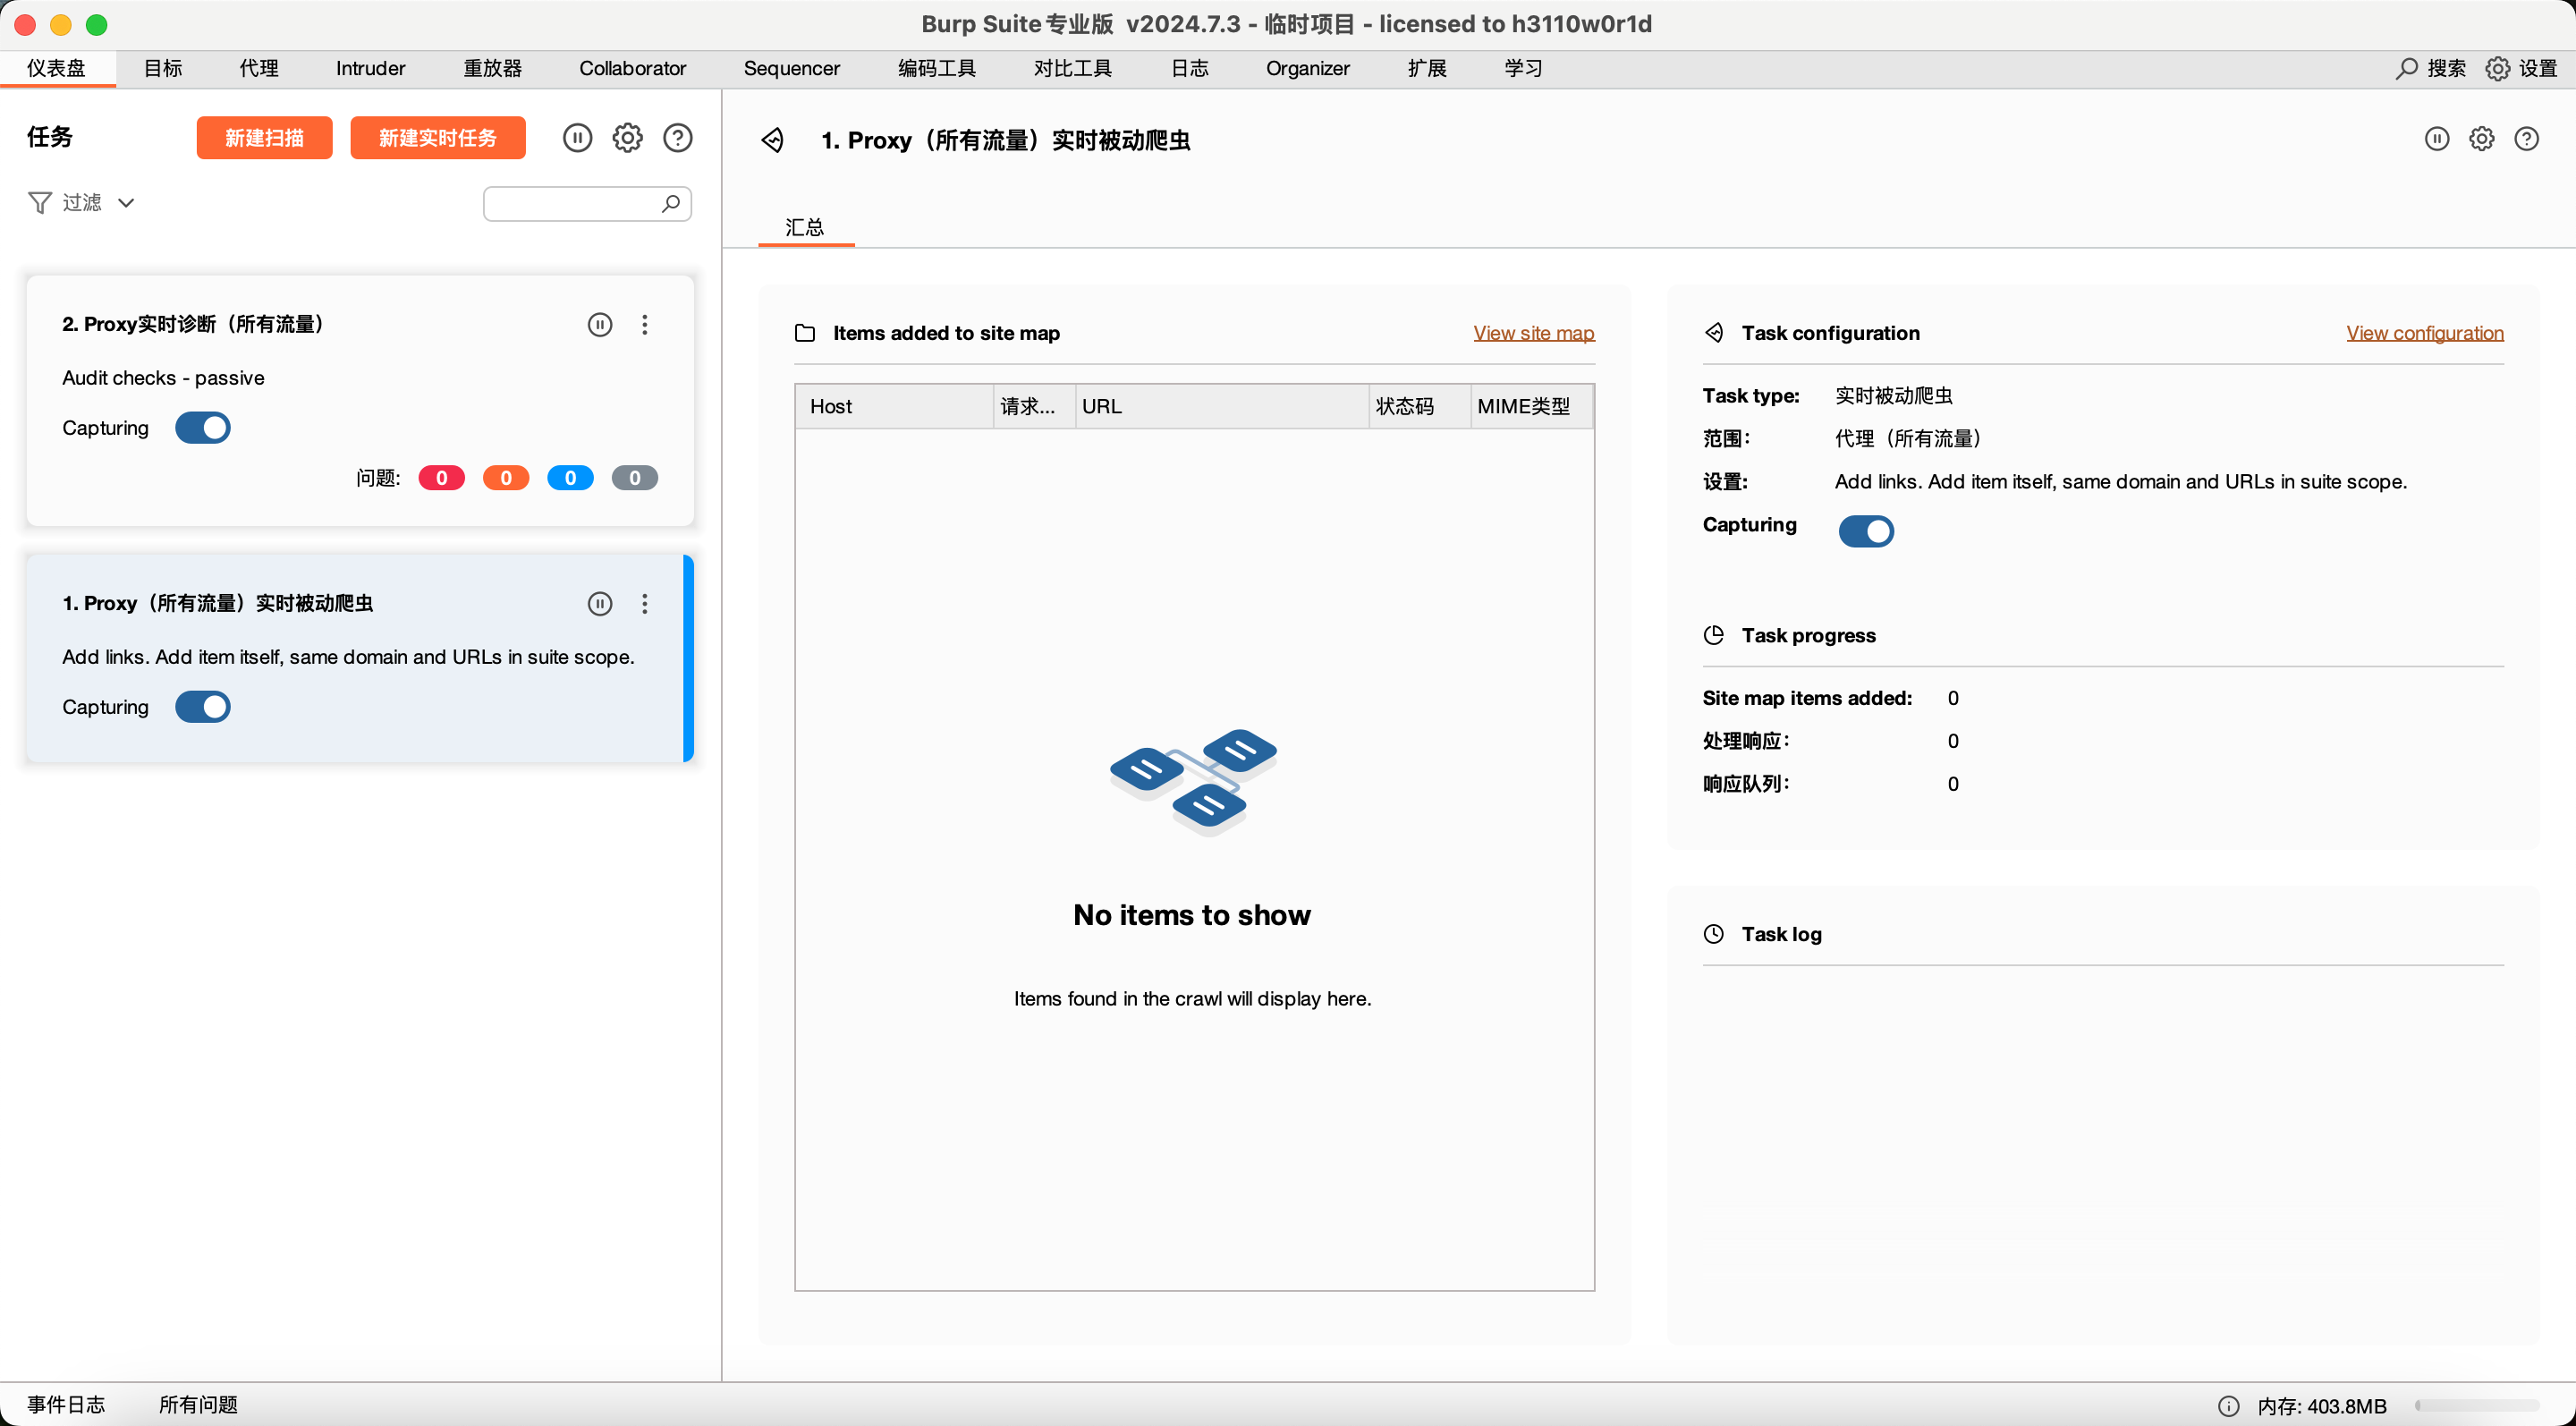 Burp Suite专业版 v2024.7.3 - 临时项目 - licensed to h3110w0r1d
仪表盘 目标 代理 Intruder 重放器 Collaborator Sequencer 编码工具 对比工具 日志 Organizer 扩展 学习 搜索 设置
任务 新建扫描 新建实时任务
过滤
2. Proxy实时诊断（所有流量）
Audit checks - passive
Capturing
问题: 0 0 0 0
1. Proxy（所有流量）实时被动爬虫
Add links. Add item itself, same domain and URLs in suite scope.
Capturing
1. Proxy（所有流量）实时被动爬虫
汇总
Items added to site map View site map
Host 请求... URL 状态码 MIME类型
No items to show
Items found in the crawl will display here.
Task configuration View configuration
Task type: 实时被动爬虫
范围： 代理（所有流量）
设置: Add links. Add item itself, same domain and URLs in suite scope.
Capturing
Task progress
Site map items added: 0
处理响应： 0
响应队列： 0
Task log
事件日志 所有问题 内存: 403.8MB